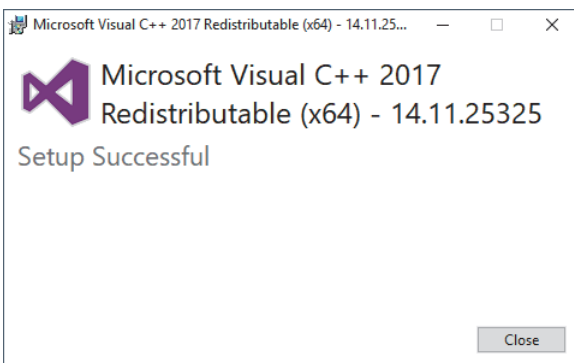 Microsoft Visual C++ 2017 Redistributable (x64) - 14.11.25...
Microsoft Visual C++ 2017
Redistributable (x64) - 14.11.25325
Setup Successful
Close